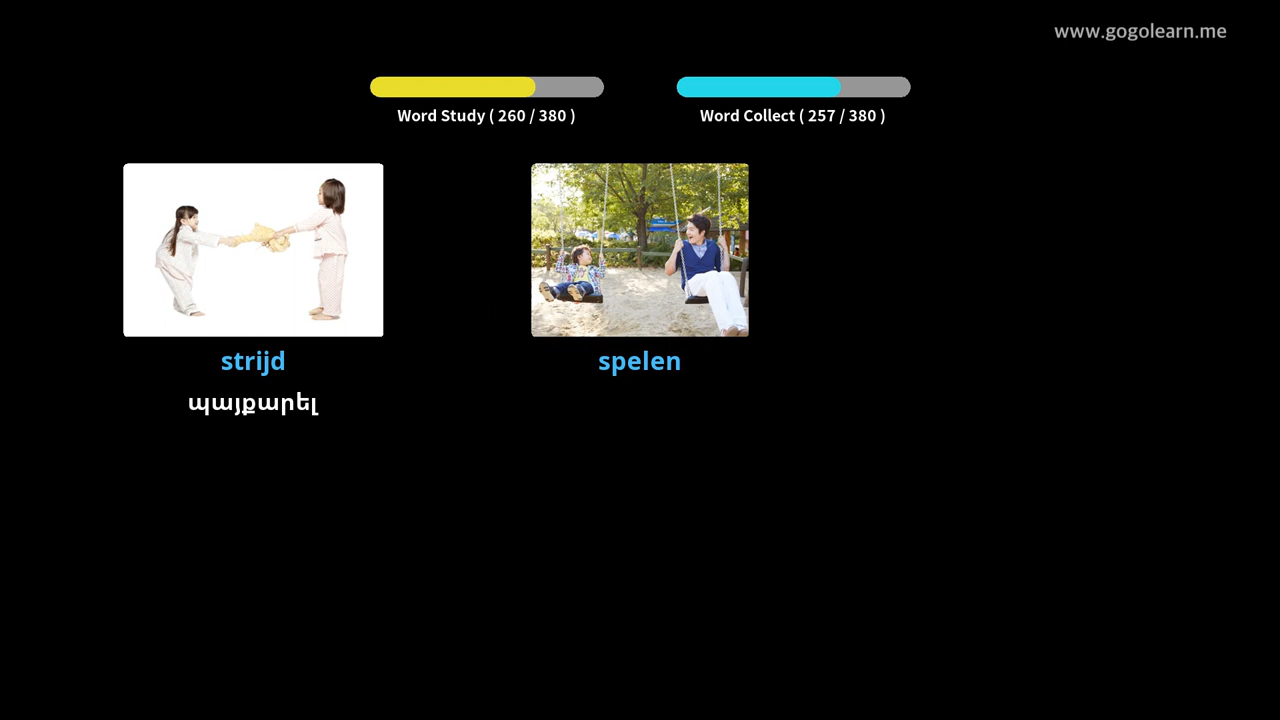 www.gogolearn.me
Word Study ( 260 / 380 )
Word Collect ( 257 / 380 )
strijd
spelen
պայքարել